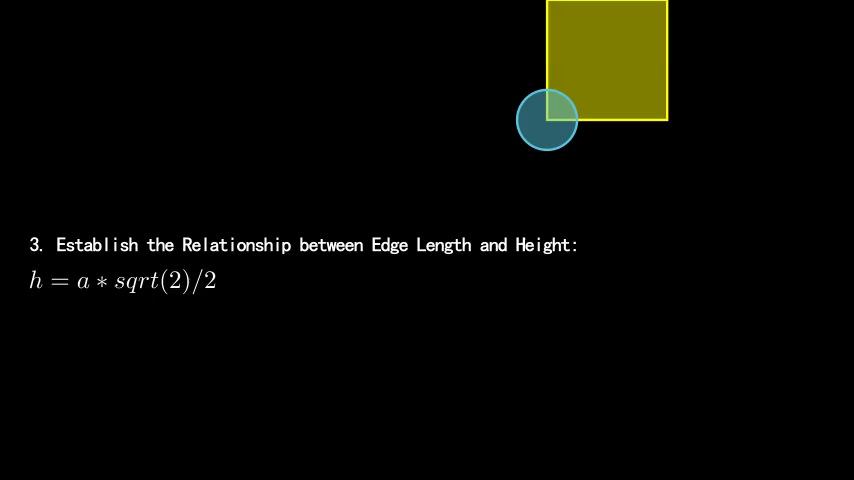 3. Establish the Relationship between Edge Length and Height:
h = a * sqrt(2)/2